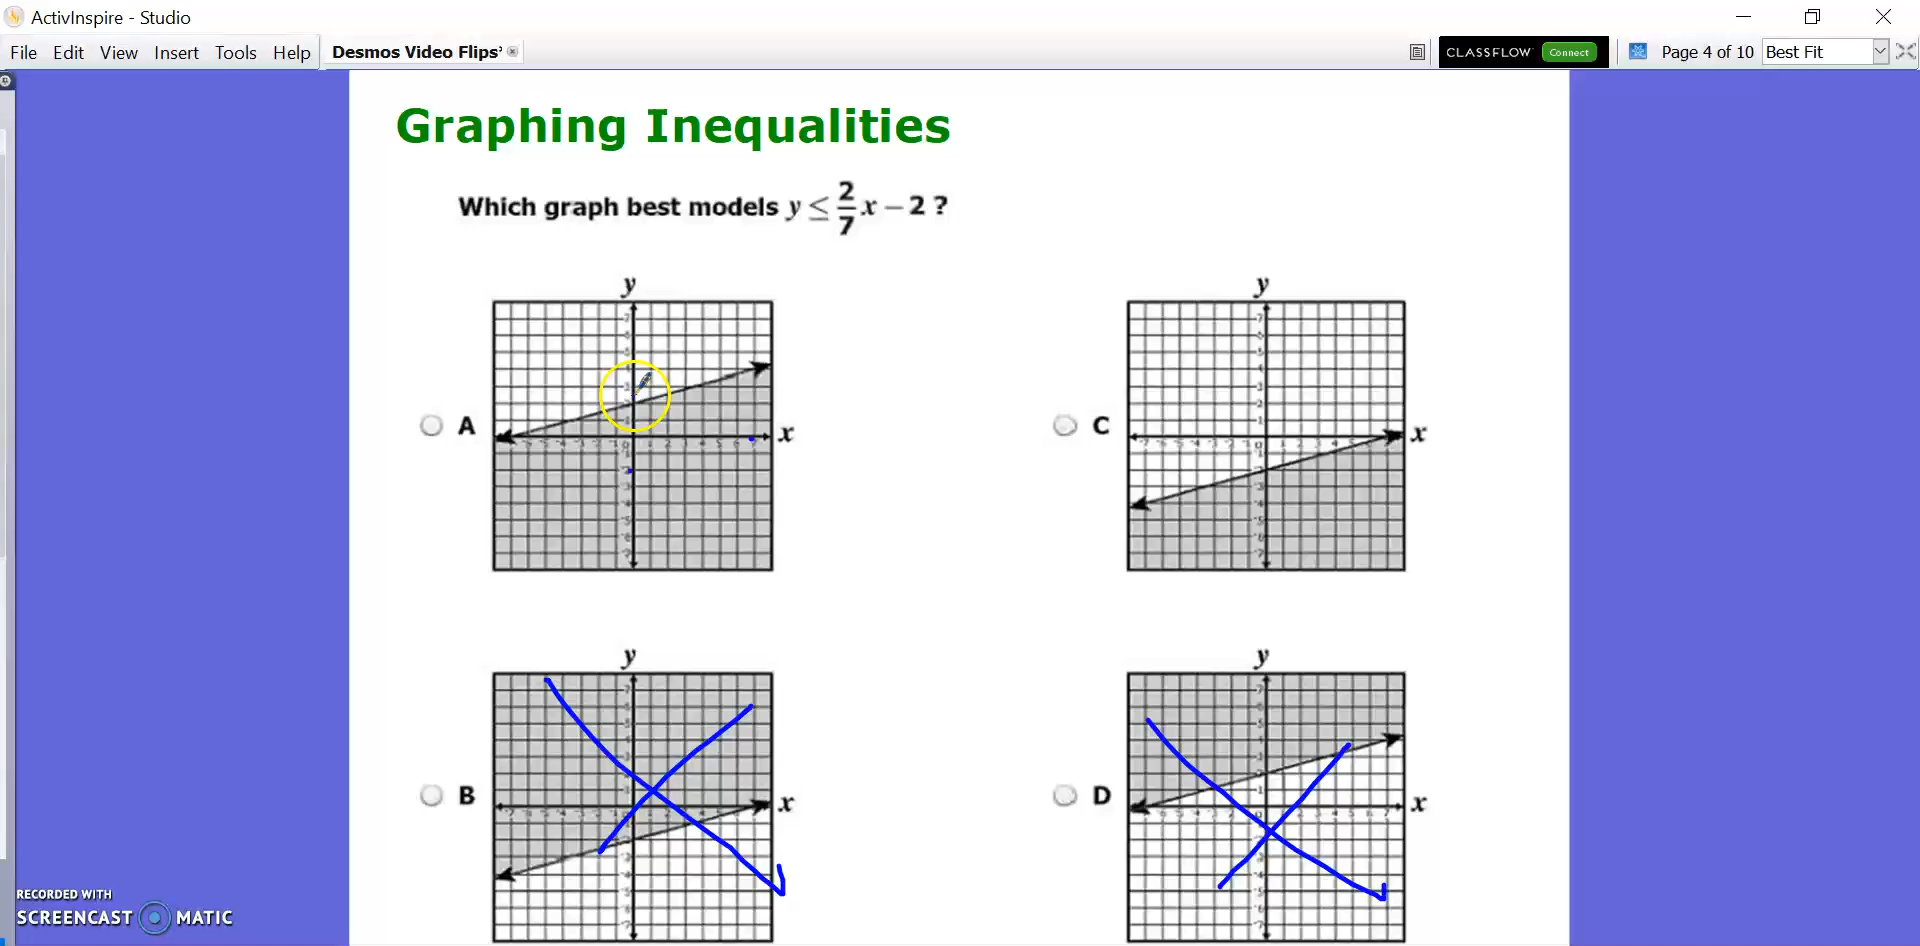 ActivInspire - Studio
File Edit View Insert Tools Help
Desmos Video Flips'
CLASSFLOW Connect
Page 4 of 10
Best Fit
Graphing Inequalities
Which graph best models y ≤ 2/7 x − 2 ?
y
y
A
x
C
x
y
y
B
x
D
x
RECORDED WITH
SCREENCAST MATIC